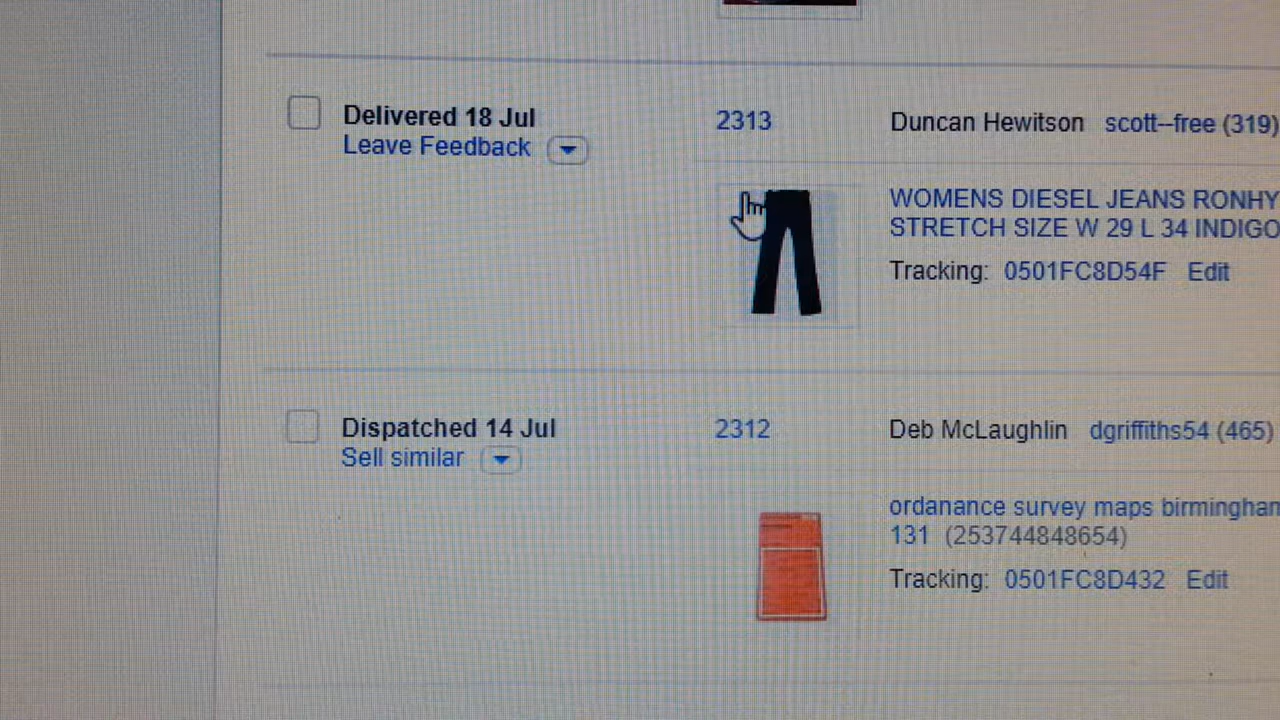 Delivered 18 Jul
Leave Feedback
2313
Duncan Hewitson scott--free (319)
WOMENS DIESEL JEANS RONHY
STRETCH SIZE W 29 L 34 INDIGO
Tracking: 0501FC8D54F Edit
Dispatched 14 Jul
Sell similar
2312
Deb McLaughlin dgriffiths54 (465)
ordanance survey maps birmingham
131 (253744848654)
Tracking: 0501FC8D432 Edit